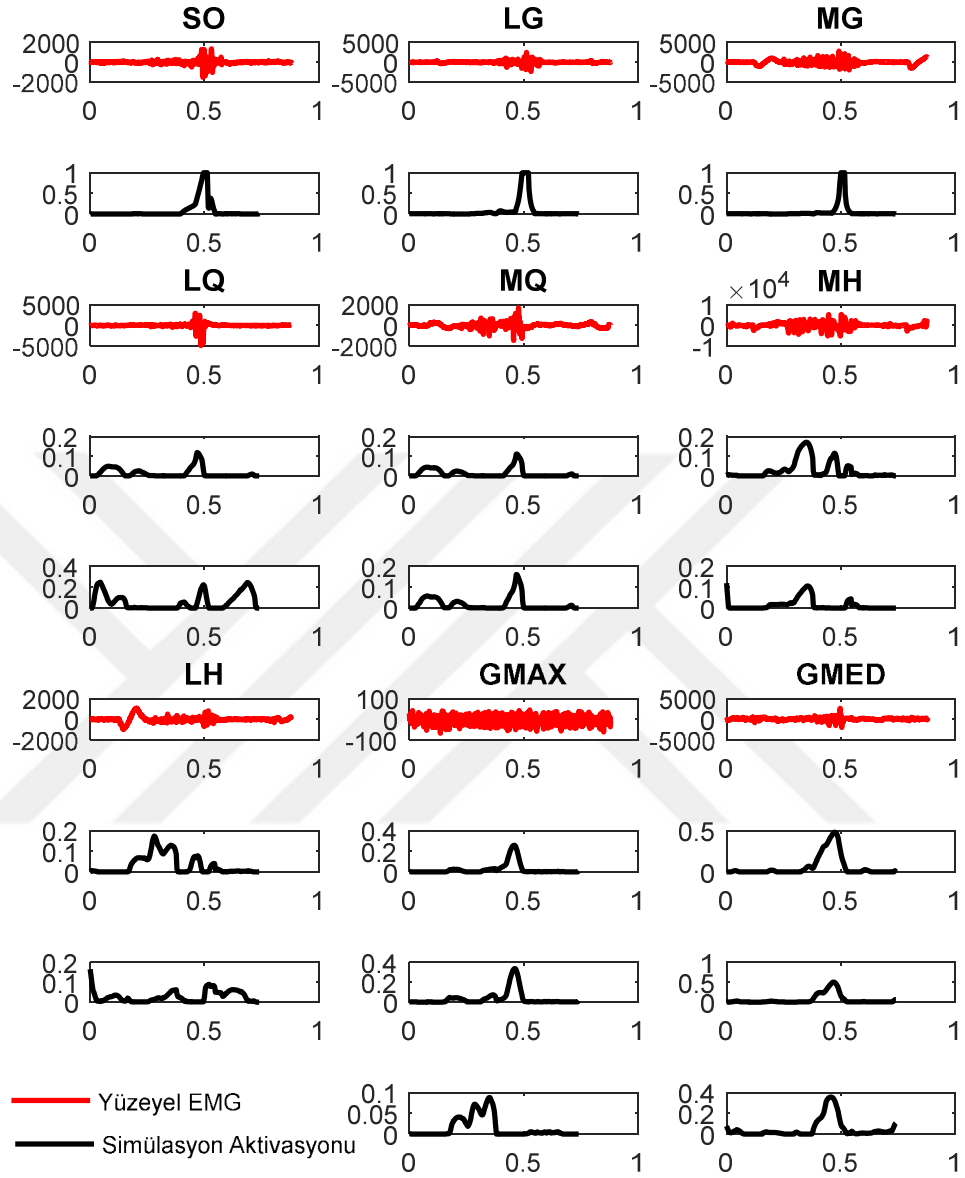 SO LG MG
2000 5000 5000
0 0 0
-2000 -5000 -5000
0 0.5 1 0 0.5 1 0 0.5 1
1 1 1
0.5 0.5 0.5
0 0 0
0 0.5 1 0 0.5 1 0 0.5 1
LQ MQ ×10^4 MH
5000 2000 1
0 0 0
-5000 -2000 -1
0 0.5 1 0 0.5 1 0 0.5 1
0.2 0.2 0.2
0.1 0.1 0.1
0 0 0
0 0.5 1 0 0.5 1 0 0.5 1
0.4 0.2 0.2
0.2 0.1 0.1
0 0 0
0 0.5 1 0 0.5 1 0 0.5 1
LH GMAX GMED
2000 100 5000
0 0
-2000 -100 -5000
0 0.5 1 0 0.5 1 0 0.5 1
0.2 0.4 0.5
0.1 0.2
0 0 0
0 0.5 1 0 0.5 1 0 0.5 1
0.2 0.4 1
0.1 0.2 0.5
0 0 0
0 0.5 1 0 0.5 1 0 0.5 1
Yüzeyel EMG
Simülasyon Aktivasyonu
0.1 0.4
0.05 0.2
0 0
0 0.5 1 0 0.5 1